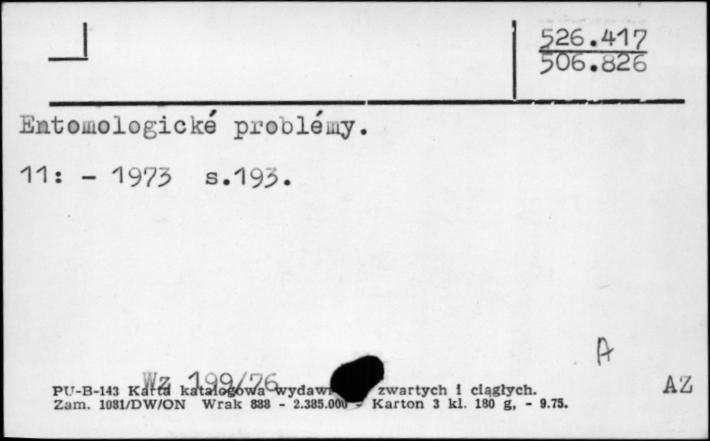 526.417
506.826
Entomologické problémy.
11: - 1973 s.193.
A
Wz 199/76
PU-B-143 Karta katalogowa wydawn zwartych i ciągłych.
AZ
Zam. 1081/DW/ON Wrak 888 - 2.385.000 - Karton 3 kl. 180 g, - 9.75.